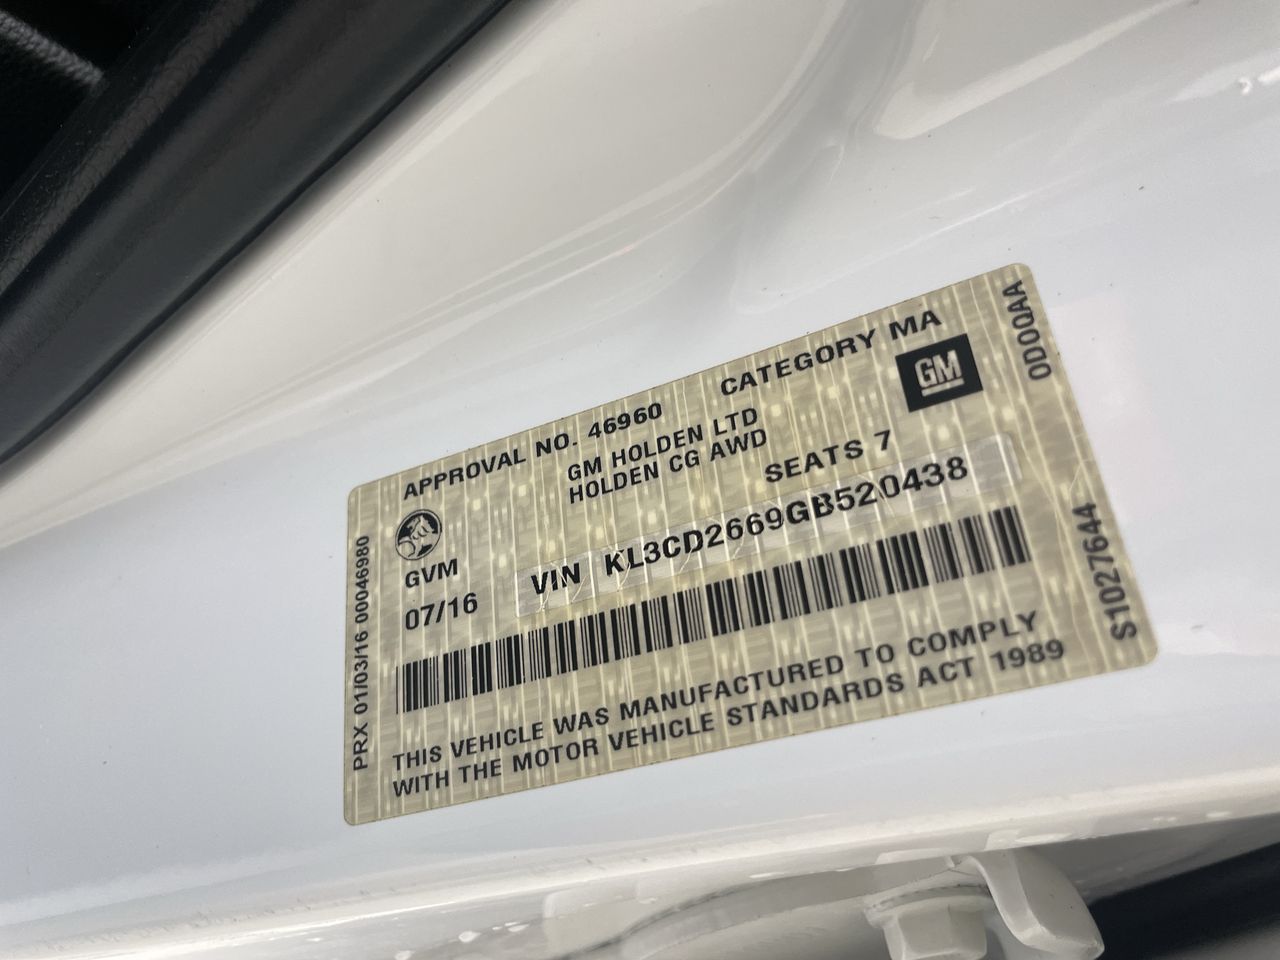 APPROVAL NO. 46960 CATEGORY MA
GM HOLDEN LTD
HOLDEN CG AWD
GM
GVM
SEATS 7
07/16
VIN KL3CD2669GB520438
THIS VEHICLE WAS MANUFACTURED TO COMPLY
WITH THE MOTOR VEHICLE STANDARDS ACT 1989
PRX 01/03/16 00046980
0D0QAA
S1027644